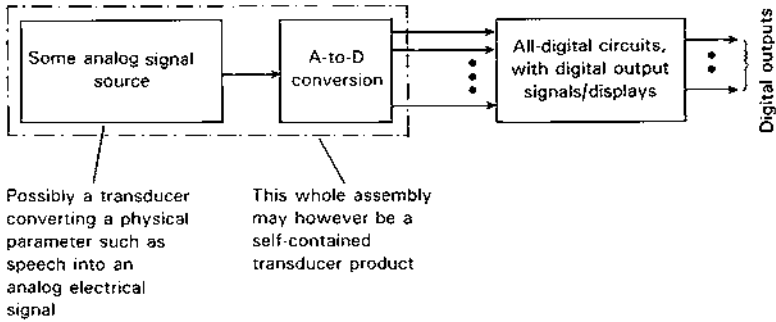 Some analog signal
source
A-to-D
conversion
All-digital circuits,
with digital output
signals/displays
Digital outputs
Possibly a transducer
converting a physical
parameter such as
speech into an
analog electrical
signal
This whole assembly
may however be a
self-contained
transducer product